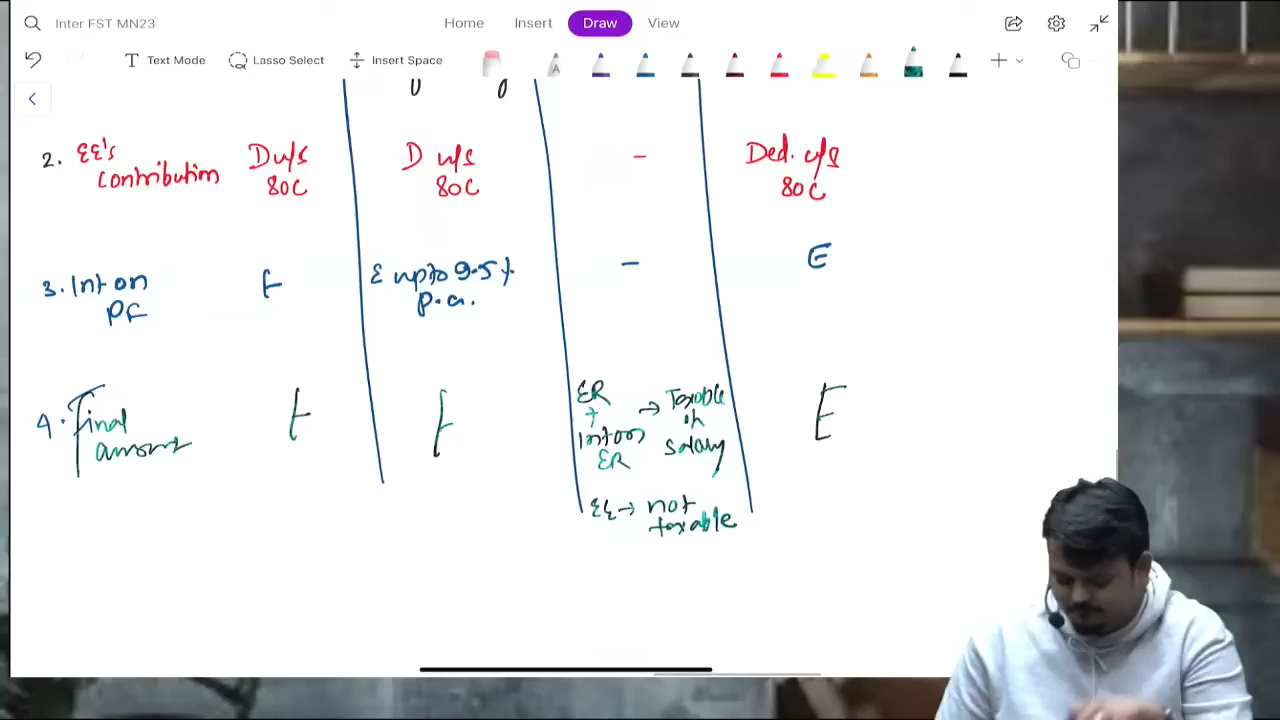 Inter FST MN23
Home Insert Draw View
Text Mode Lasso Select Insert Space
2. EE's contribution
D u/s 80C
D u/s 80C
-
Ded. u/s 80C
3. Int on PF
E
E upto 9.5% p.a.
-
E
4. Final amount
E
E
ER + Int on ER → Taxable in salary
EE → not taxable
E